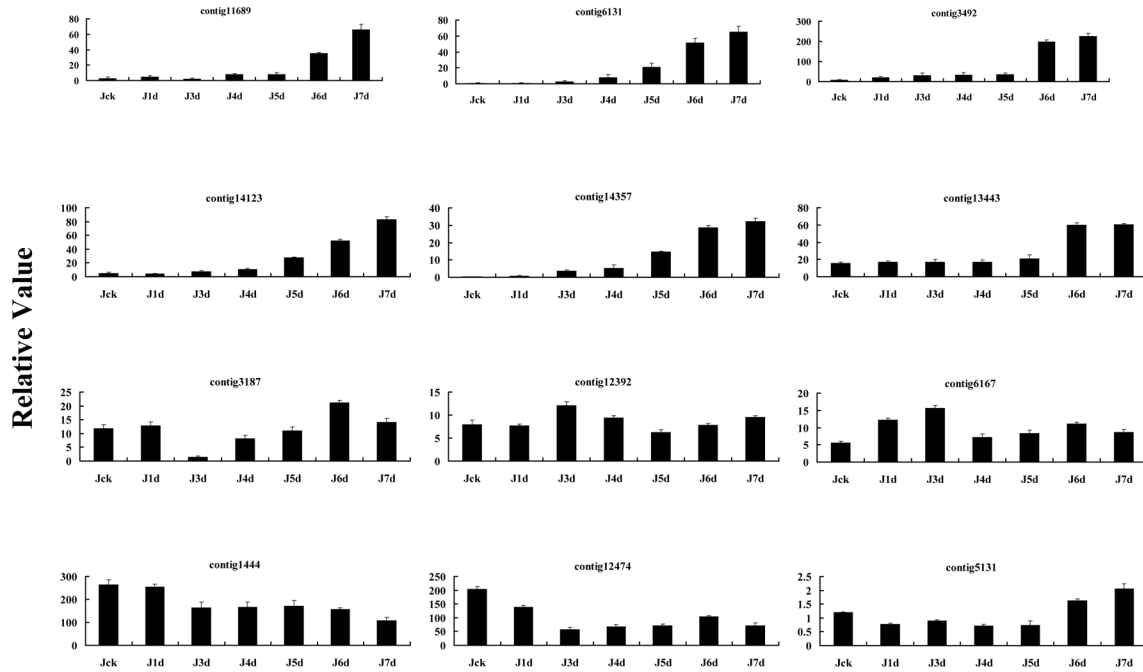 Relative Value
contig11689
80
60
40
20
0
Jck J1d J3d J4d J5d J6d J7d
contig6131
80
60
40
20
0
Jck J1d J3d J4d J5d J6d J7d
contig3492
300
200
100
0
Jck J1d J3d J4d J5d J6d J7d
contig14123
100
80
60
40
20
0
Jck J1d J3d J4d J5d J6d J7d
contig14357
40
30
20
10
0
Jck J1d J3d J4d J5d J6d J7d
contig13443
80
60
40
20
0
Jck J1d J3d J4d J5d J6d J7d
contig3187
25
20
15
10
5
0
Jck J1d J3d J4d J5d J6d J7d
contig12392
15
10
5
0
Jck J1d J3d J4d J5d J6d J7d
contig6167
20
15
10
5
0
Jck J1d J3d J4d J5d J6d J7d
contig1444
300
200
100
0
Jck J1d J3d J4d J5d J6d J7d
contig12474
250
200
150
100
50
0
Jck J1d J3d J4d J5d J6d J7d
contig5131
2.5
2
1.5
1
0.5
0
Jck J1d J3d J4d J5d J6d J7d